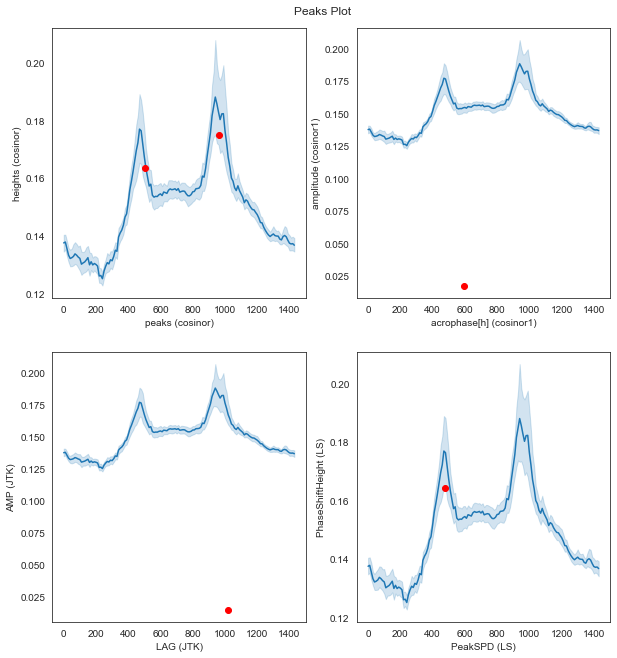 Peaks Plot
heights (cosinor)
0.20
0.18
0.16
0.14
0.12
0 200 400 600 800 1000 1200 1400
peaks (cosinor)
amplitude (cosinor1)
0.200
0.175
0.150
0.125
0.100
0.075
0.050
0.025
0 200 400 600 800 1000 1200 1400
acrophase[h] (cosinor1)
AMP (JTK)
0.200
0.175
0.150
0.125
0.100
0.075
0.050
0.025
0 200 400 600 800 1000 1200 1400
LAG (JTK)
PhaseShiftHeight (LS)
0.20
0.18
0.16
0.14
0.12
0 200 400 600 800 1000 1200 1400
PeakSPD (LS)